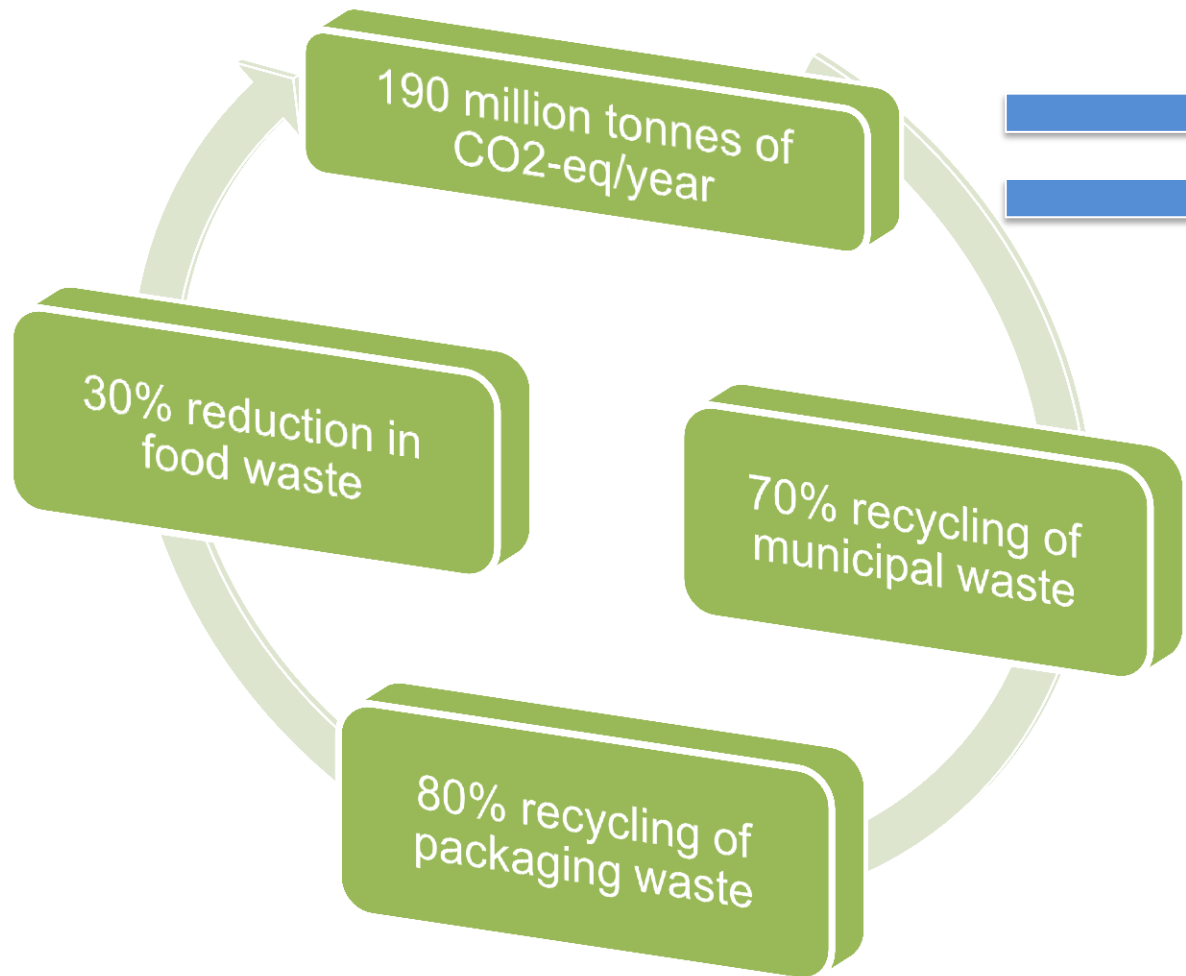 190 million tonnes of
CO2-eq/year
70% recycling of
municipal waste
80% recycling of
packaging waste
30% reduction in
food waste